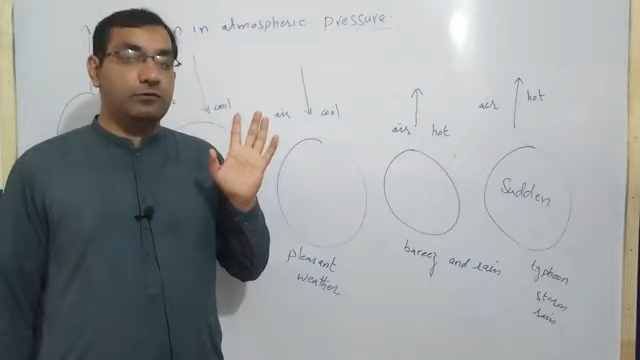 n in atmospheric pressure:-
cool
air cool
air hot
air hot
Sudden
pleasant
weather
bareez and rain
typhoon
storm
rain